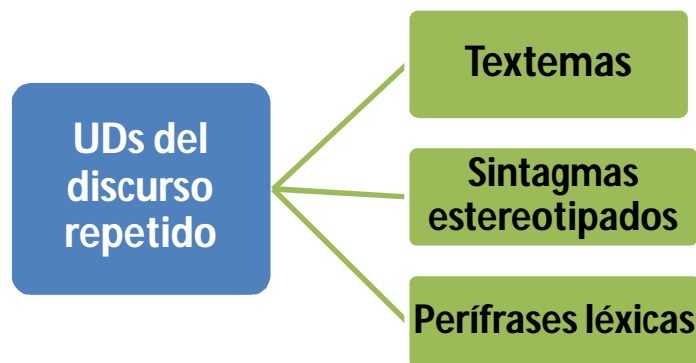 UDs del
discurso
repetido
Textemas
Sintagmas
estereotipados
Perífrases léxicas